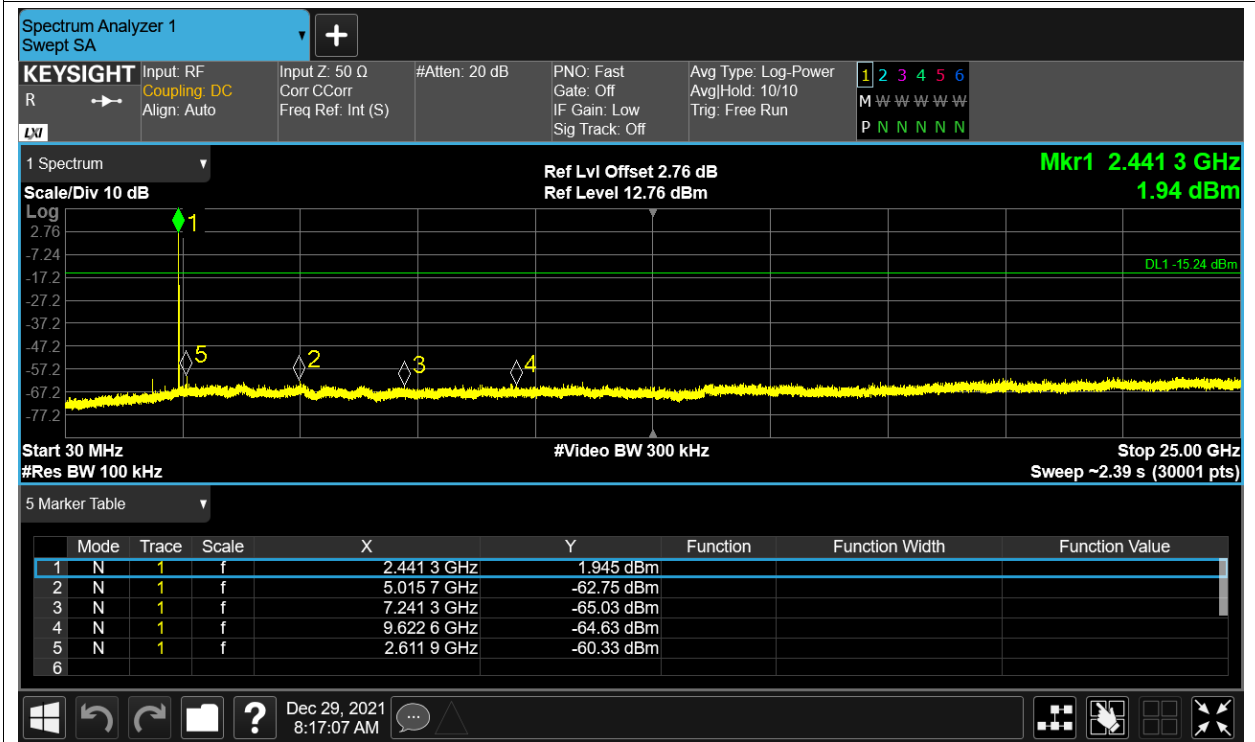 Spectrum Analyzer 1
Swept SA
+
KEYSIGHT Input: RF Input Z: 50 Ω #Atten: 20 dB PNO: Fast Avg Type: Log-Power 1 2 3 4 5 6
R Coupling: DC Corr CCorr Gate: Off Avg|Hold: 10/10 M W W W W W
Align: Auto Freq Ref: Int (S) IF Gain: Low Trig: Free Run
LXI Sig Track: Off P N N N N N
1 Spectrum Ref Lvl Offset 2.76 dB Mkr1 2.441 3 GHz
Scale/Div 10 dB Ref Level 12.76 dBm 1.94 dBm
Log
1
2.76
-7.24
DL1 -15.24 dBm
-17.2
-27.2
-37.2
-47.2
5 2 3 4
-57.2
-67.2
-77.2
Start 30 MHz #Video BW 300 kHz Stop 25.00 GHz
#Res BW 100 kHz Sweep ~2.39 s (30001 pts)
5 Marker Table
Mode Trace Scale X Y Function Function Width Function Value
1 N 1 f 2.441 3 GHz 1.945 dBm
2 N 1 f 5.015 7 GHz -62.75 dBm
3 N 1 f 7.241 3 GHz -65.03 dBm
4 N 1 f 9.622 6 GHz -64.63 dBm
5 N 1 f 2.611 9 GHz -60.33 dBm
6
? Dec 29, 2021
8:17:07 AM